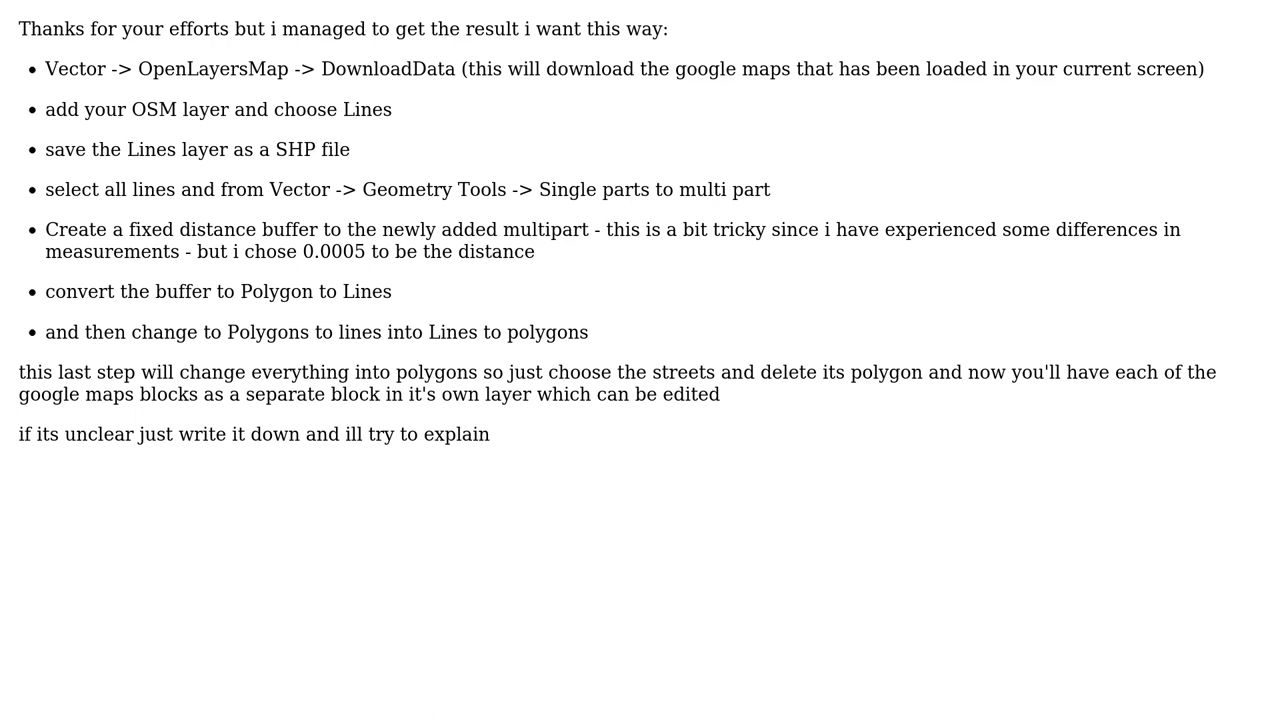 Thanks for your efforts but i managed to get the result i want this way:
• Vector -> OpenLayersMap -> DownloadData (this will download the google maps that has been loaded in your current screen)
• add your OSM layer and choose Lines
• save the Lines layer as a SHP file
• select all lines and from Vector -> Geometry Tools -> Single parts to multi part
• Create a fixed distance buffer to the newly added multipart - this is a bit tricky since i have experienced some differences in
measurements - but i chose 0.0005 to be the distance
• convert the buffer to Polygon to Lines
• and then change to Polygons to lines into Lines to polygons
this last step will change everything into polygons so just choose the streets and delete its polygon and now you'll have each of the
google maps blocks as a separate block in it's own layer which can be edited
if its unclear just write it down and ill try to explain